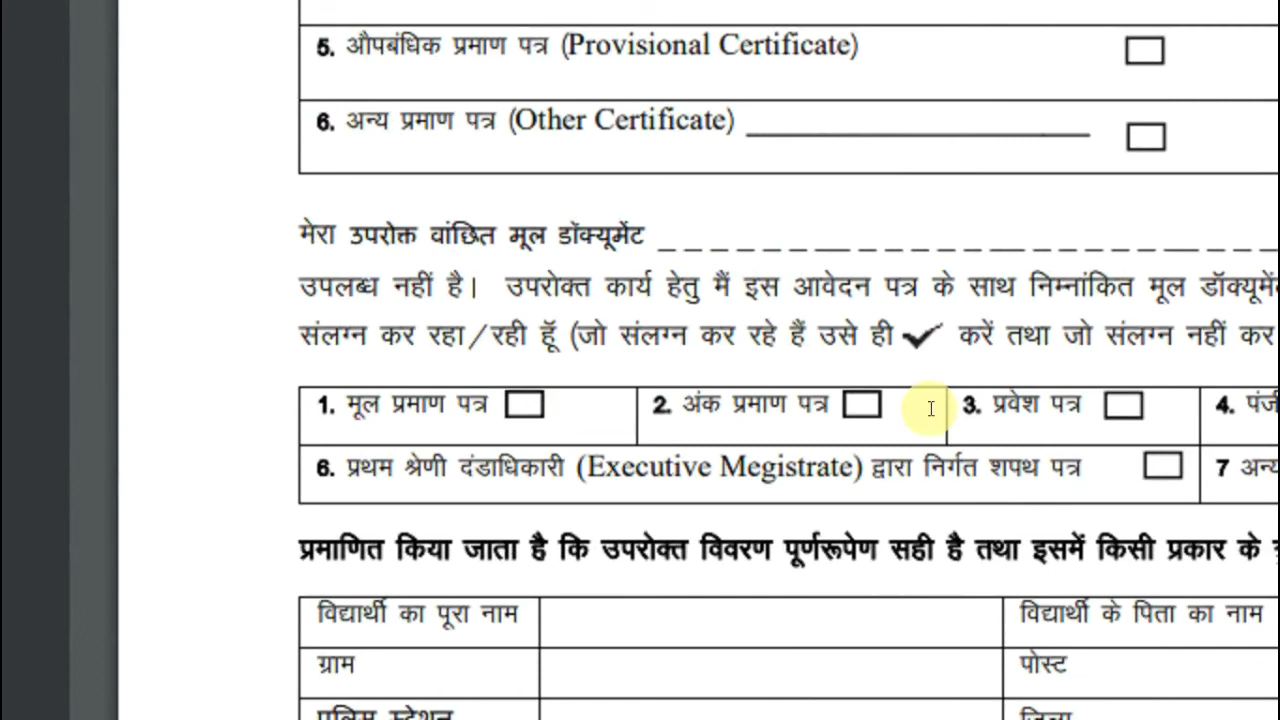 5. औपबंधिक प्रमाण पत्र (Provisional Certificate)
6. अन्य प्रमाण पत्र (Other Certificate)
मेरा उपरोक्त वांछित मूल डॉक्यूमेंट
उपलब्ध नहीं है। उपरोक्त कार्य हेतु मैं इस आवेदन पत्र के साथ निम्नांकित मूल
संलग्न कर रहा/रही हूॅ (जो संलग्न कर रहे हैं उसे ही ✔ करें तथा जो संलग्न नहीं कर
1. मूल प्रमाण पत्र 2. अंक प्रमाण पत्र 3. प्रवेश पत्र 4.
6. प्रथम श्रेणी दंडाधिकारी (Executive Megistrate) द्वारा निर्गत शपथ पत्र 7
प्रमाणित किया जाता है कि उपरोक्त विवरण पूर्णरूपेण सही है तथा इसमें किसी प्रकार के
विद्यार्थी का पूरा नाम विद्यार्थी के पिता का नाम
ग्राम पोस्ट